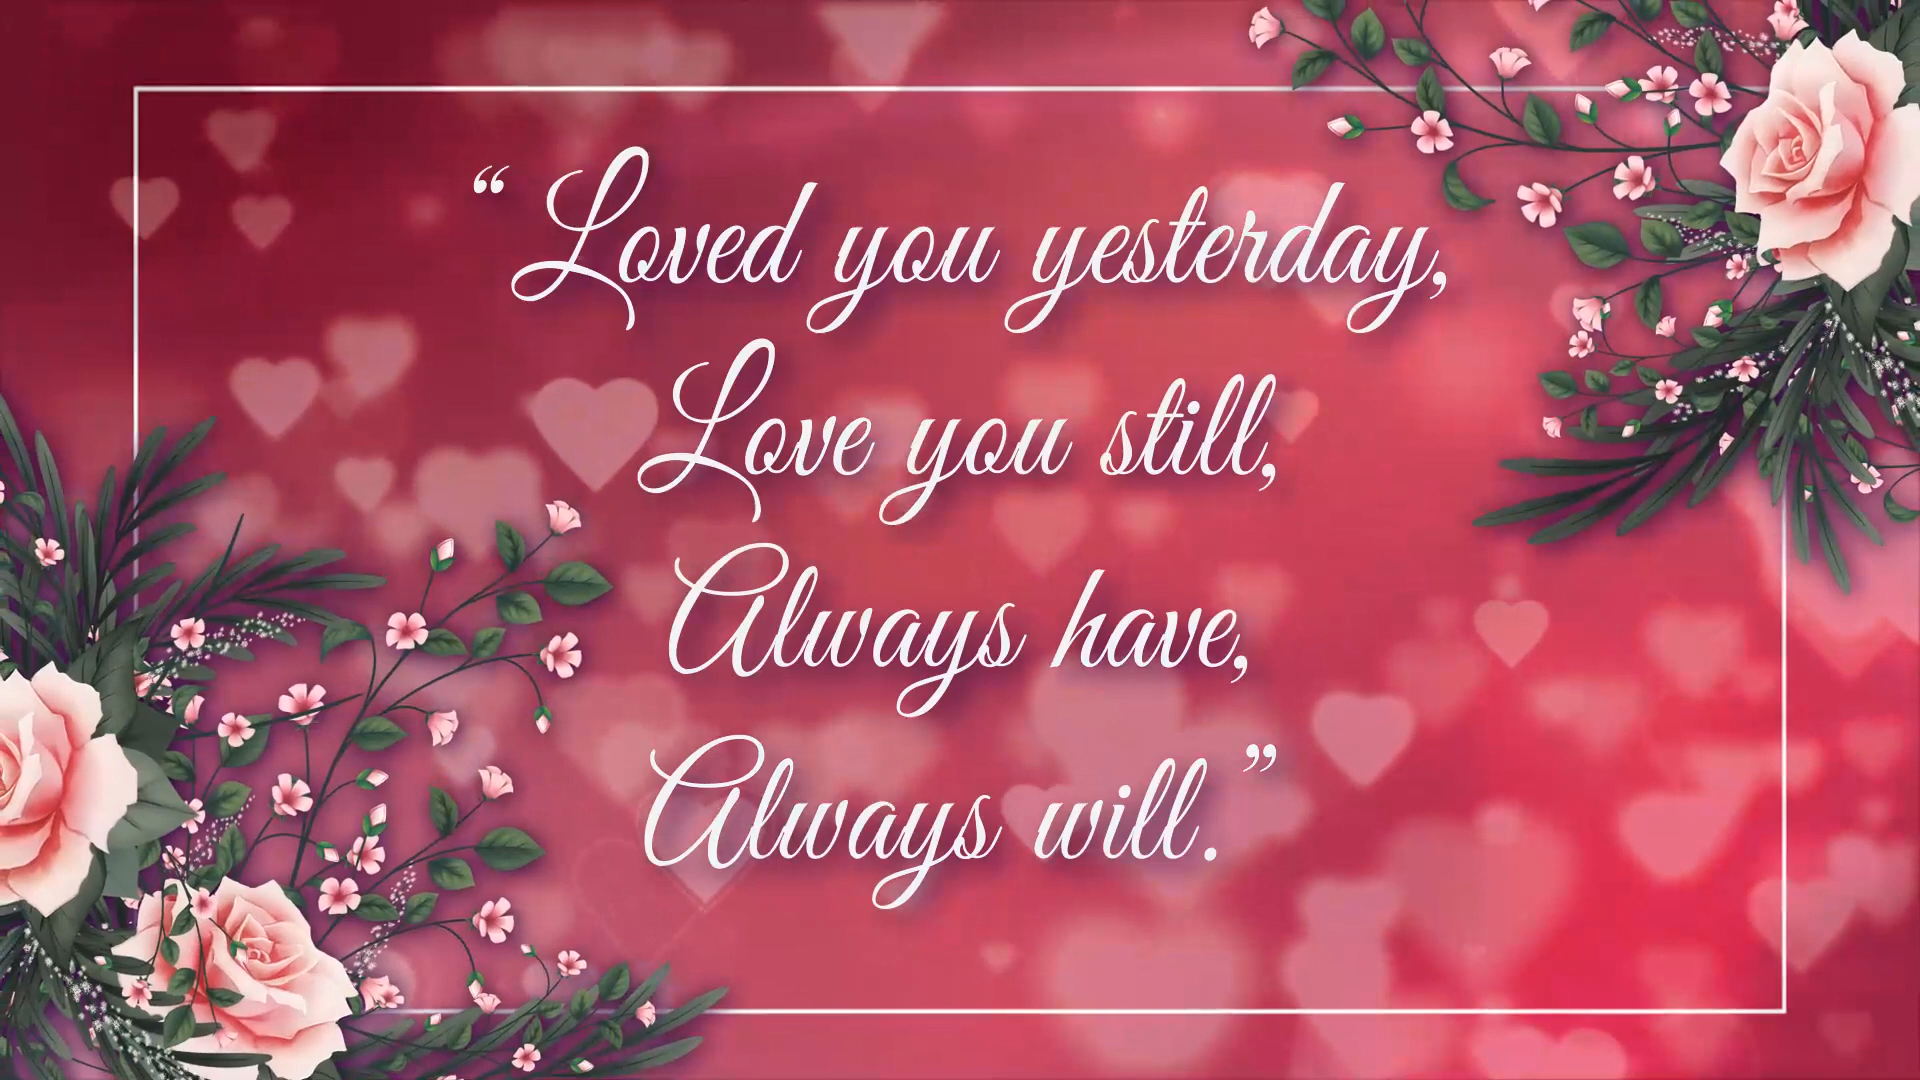 “ Loved you yesterday,
Love you still,
Always have,
Always will. ”